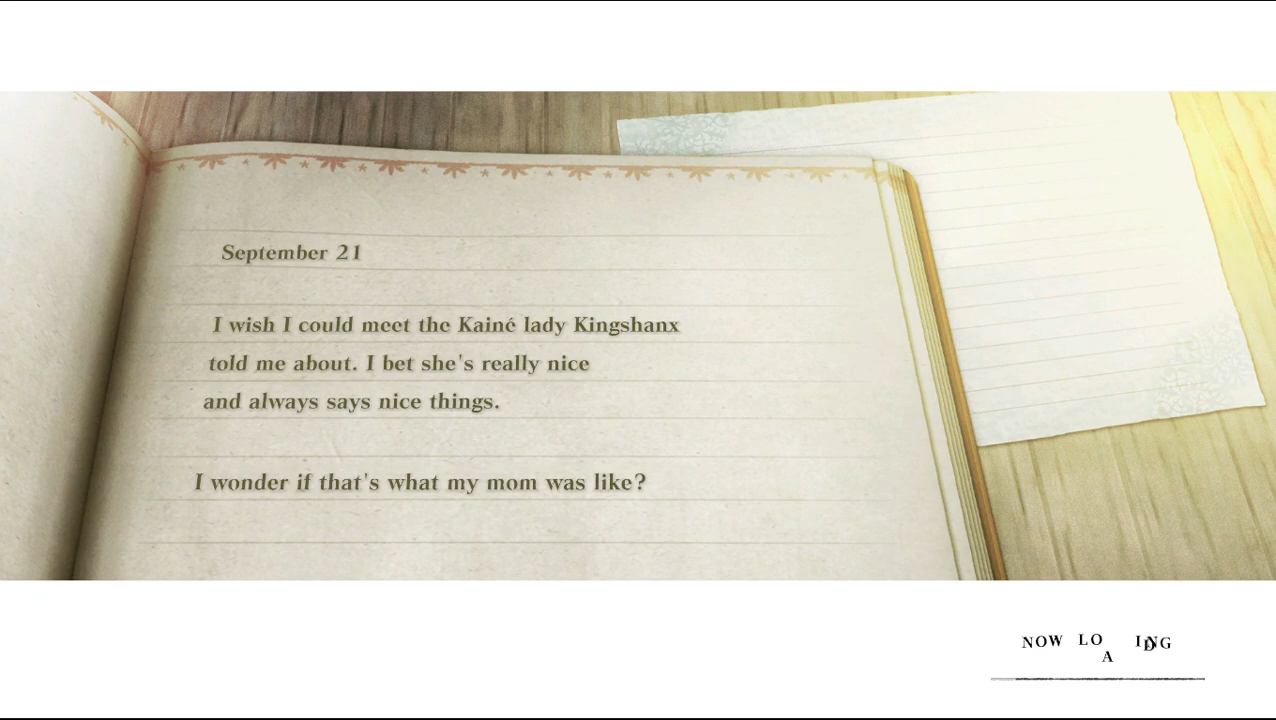 September 21
I wish I could meet the Kainé lady Kingshanx
told me about. I bet she's really nice
and always says nice things.
I wonder if that's what my mom was like?
NOW LOADING